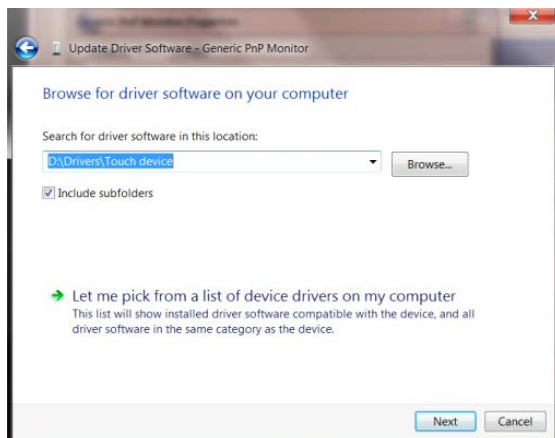 Update Driver Software - Generic PnP Monitor
Browse for driver software on your computer
Search for driver software in this location:
D:\Drivers\Touch device
Browse...
Include subfolders
Let me pick from a list of device drivers on my computer
This list will show installed driver software compatible with the device, and all
driver software in the same category as the device.
Next
Cancel